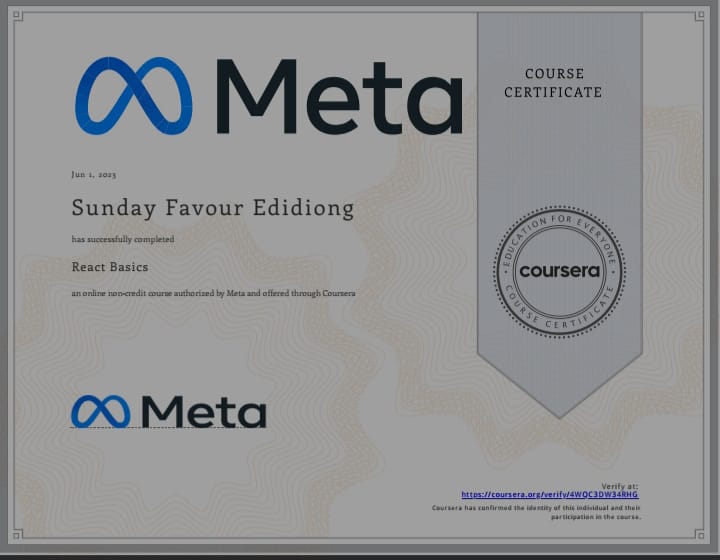 Meta
COURSE
CERTIFICATE
Jun 1, 2023
Sunday Favour Edidiong
has successfully completed
React Basics
an online non-credit course authorized by Meta and offered through Coursera
EDUCATION FOR EVERYONE
coursera
COURSE CERTIFICATE
Meta
Verify at:
https://coursera.org/verify/4WQC3DW34RHG
Coursera has confirmed the identity of this individual and their
participation in the course.